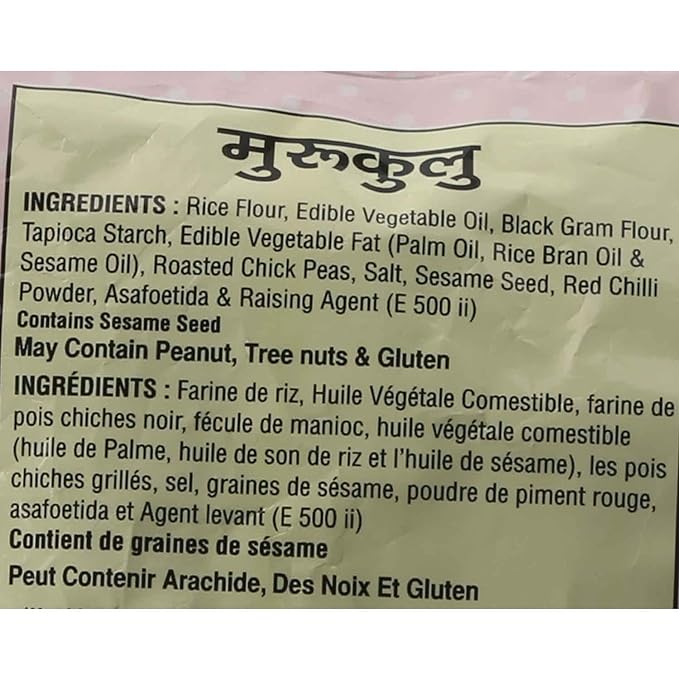 मुरुकुलु
INGREDIENTS : Rice Flour, Edible Vegetable Oil, Black Gram Flour,
Tapioca Starch, Edible Vegetable Fat (Palm Oil, Rice Bran Oil &
Sesame Oil), Roasted Chick Peas, Salt, Sesame Seed, Red Chilli
Powder, Asafoetida & Raising Agent (E 500 ii)
Contains Sesame Seed
May Contain Peanut, Tree nuts & Gluten
INGRÉDIENTS : Farine de riz, Huile Végétale Comestible, farine de
pois chiches noir, fécule de manioc, huile végétale comestible
(huile de Palme, huile de son de riz et l'huile de sésame), les pois
chiches grillés, sel, graines de sésame, poudre de piment rouge,
asafoetida et Agent levant (E 500 ii)
Contient de graines de sésame
Peut Contenir Arachide, Des Noix Et Gluten